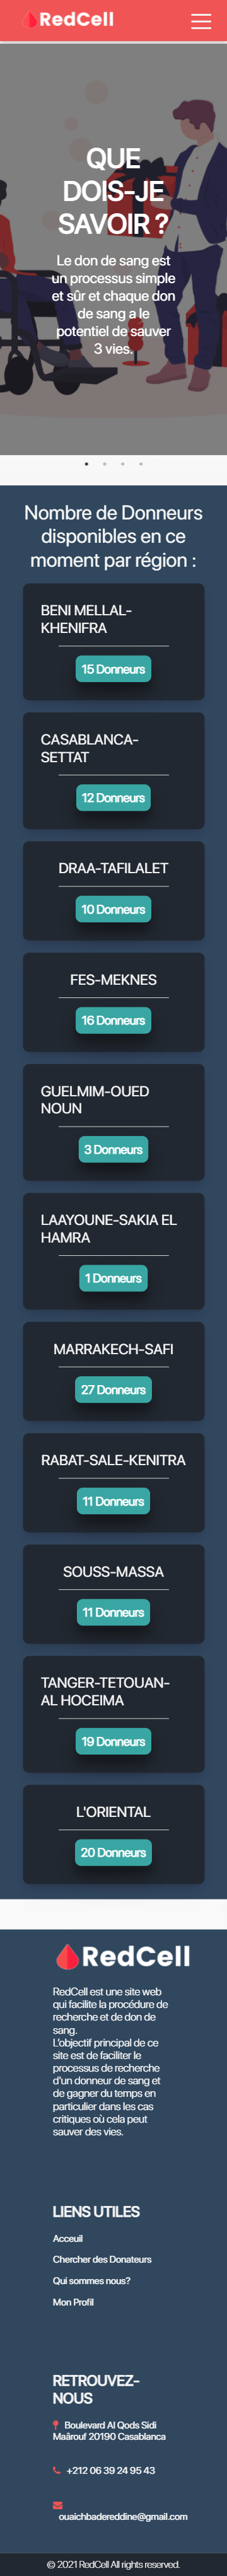 RedCell
QUE
DOIS-JE
SAVOIR ?
Le don de sang est
un processus simple
et sûr et chaque don
de sang a le
potentiel de sauver
3 vies.
Nombre de Donneurs
disponibles en ce
moment par région :
BENI MELLAL-
KHENIFRA
15 Donneurs
CASABLANCA-
SETTAT
12 Donneurs
DRAA-TAFILALET
10 Donneurs
FES-MEKNES
16 Donneurs
GUELMIM-OUED
NOUN
3 Donneurs
LAAYOUNE-SAKIA EL
HAMRA
1 Donneurs
MARRAKECH-SAFI
27 Donneurs
RABAT-SALE-KENITRA
11 Donneurs
SOUSS-MASSA
11 Donneurs
TANGER-TETOUAN-
AL HOCEIMA
19 Donneurs
L'ORIENTAL
20 Donneurs
RedCell
RedCell est une site web
qui facilite la procédure de
recherche et de don de
sang.
L'objectif principal de ce
site est de faciliter le
processus de recherche
d'un donneur de sang et
de gagner du temps en
particulier dans les cas
critiques où cela peut
sauver des vies.
LIENS UTILES
Acceuil
Chercher des Donateurs
Qui sommes nous?
Mon Profil
RETROUVEZ-
NOUS
Boulevard Al Qods Sidi
Maârouf 20190 Casablanca
+212 06 39 24 95 43
ouaichbadereddine@gmail.com
© 2021 RedCell All rights reserved.